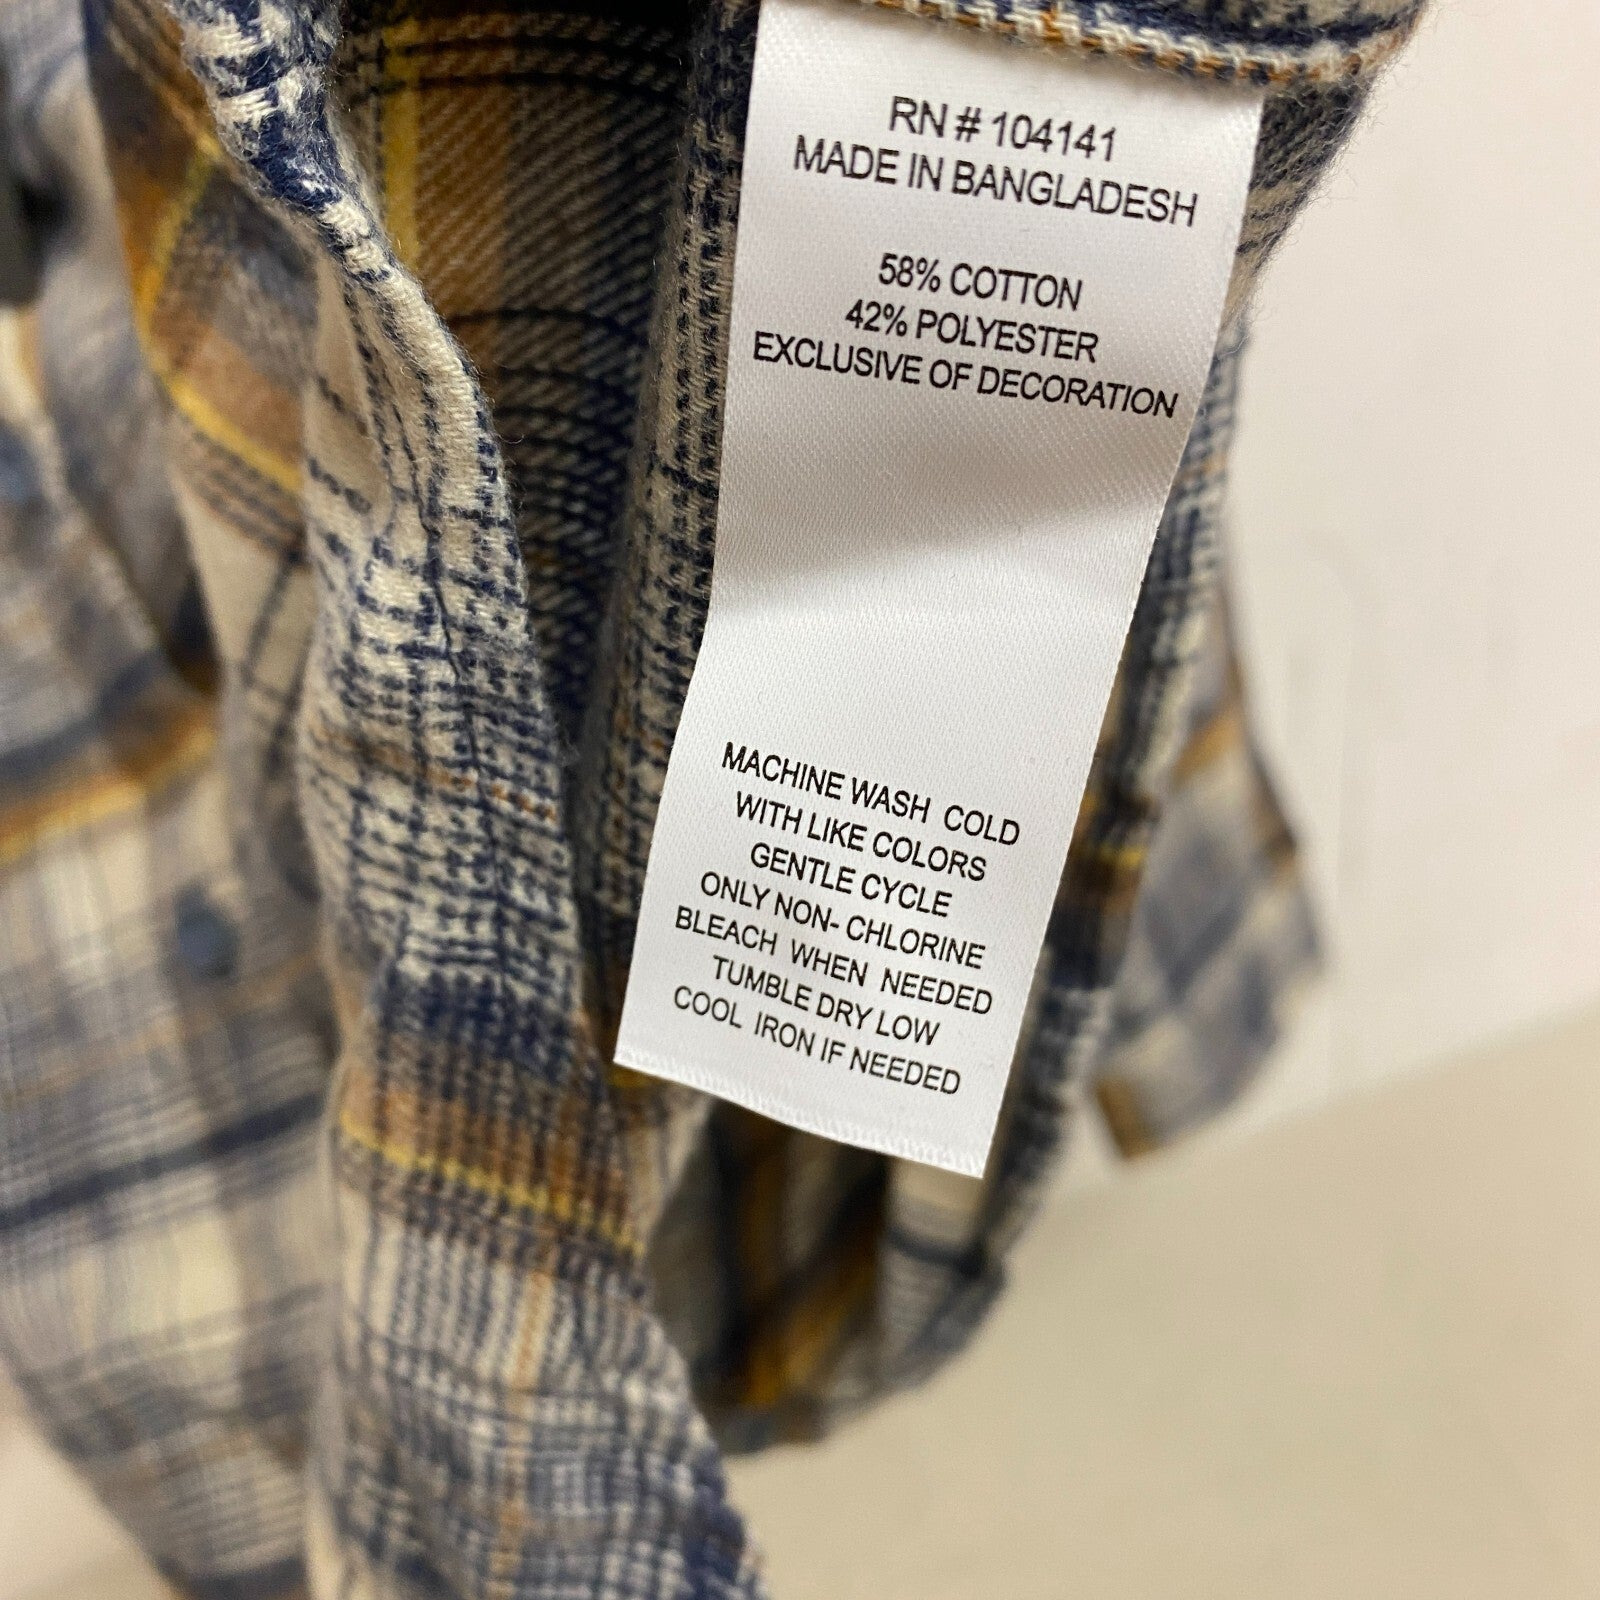 RN # 104141
MADE IN BANGLADESH
58% COTTON
42% POLYESTER
EXCLUSIVE OF DECORATION
MACHINE WASH COLD
WITH LIKE COLORS
GENTLE CYCLE
ONLY NON- CHLORINE
BLEACH WHEN NEEDED
TUMBLE DRY LOW
COOL IRON IF NEEDED